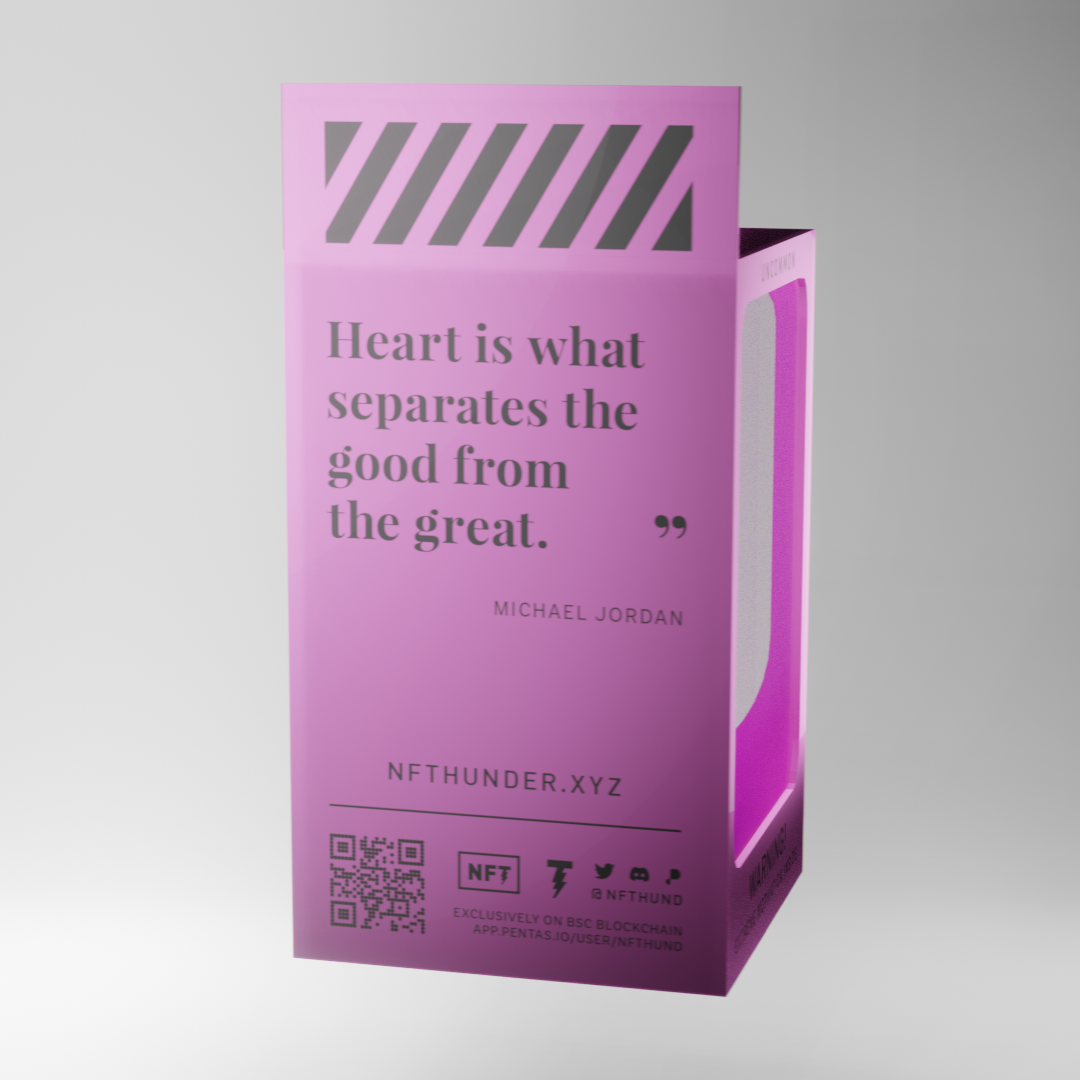 Heart is what
separates the
good from
the great.
”
MICHAEL JORDAN
NFTHUNDER.XYZ
NFT
@NFTHUND
EXCLUSIVELY ON BSC BLOCKCHAIN
APP.PENTAS.IO/USER/NFTHUND
UNCOMMON
WARNING!